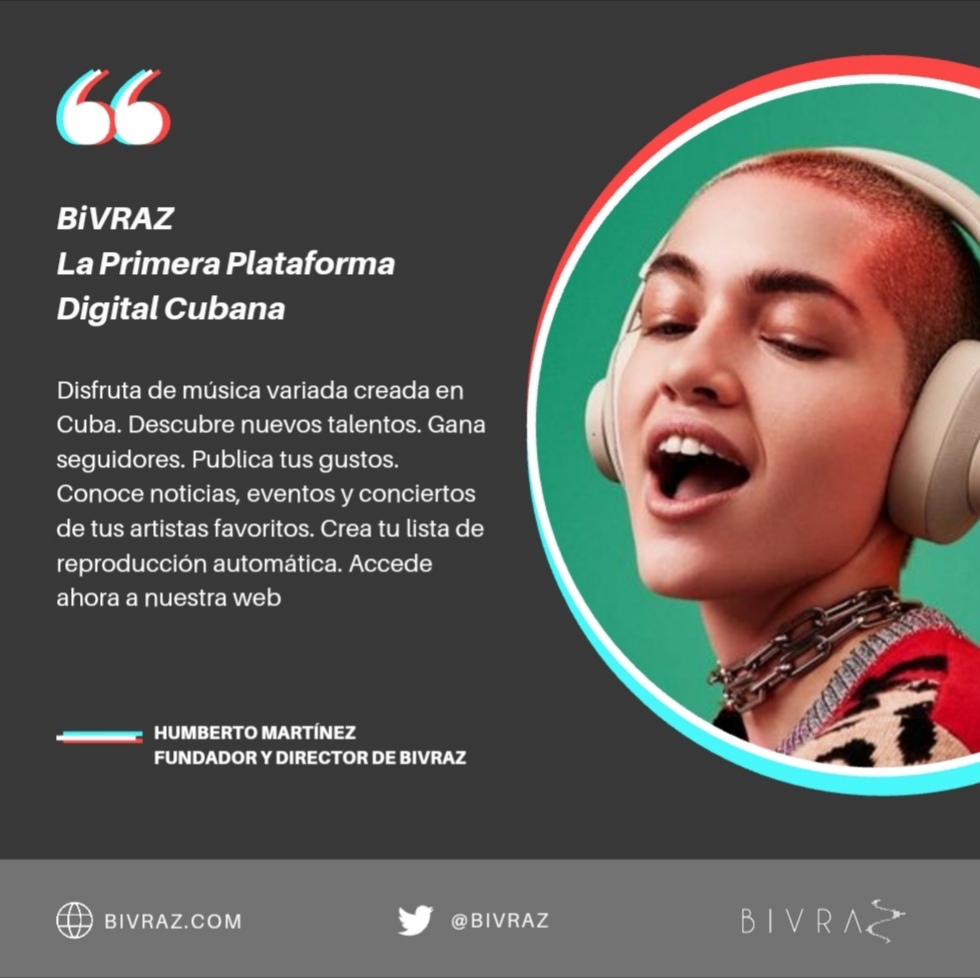 BiVRAZ
La Primera Plataforma
Digital Cubana
Disfruta de música variada creada en
Cuba. Descubre nuevos talentos. Gana
seguidores. Publica tus gustos.
Conoce noticias, eventos y conciertos
de tus artistas favoritos. Crea tu lista de
reproducción automática. Accede
ahora a nuestra web
HUMBERTO MARTÍNEZ
FUNDADOR Y DIRECTOR DE BIVRAZ
BIVRAZ.COM
@BIVRAZ
BIVRAZ